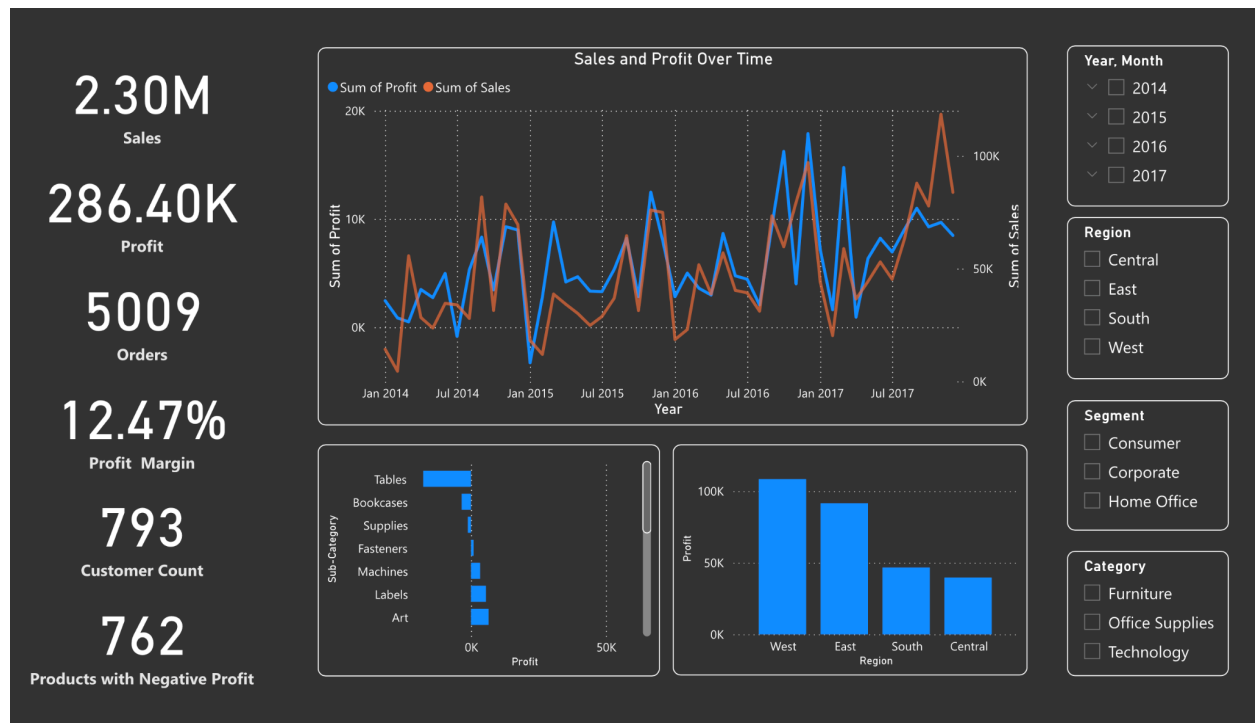 2.30M
Sales
286.40K
Profit
5009
Orders
12.47%
Profit Margin
793
Customer Count
762
Products with Negative Profit
Sales and Profit Over Time
Sum of Profit Sum of Sales
Sum of Profit
20K
10K
0K
Sum of Sales
100K
50K
0K
Jan 2014 Jul 2014 Jan 2015 Jul 2015 Jan 2016 Jul 2016 Jan 2017 Jul 2017
Year
Sub-Category
Tables
Bookcases
Supplies
Fasteners
Machines
Labels
Art
0K 50K
Profit
Profit
100K
50K
0K
West East South Central
Region
Year, Month
2014
2015
2016
2017
Region
Central
East
South
West
Segment
Consumer
Corporate
Home Office
Category
Furniture
Office Supplies
Technology